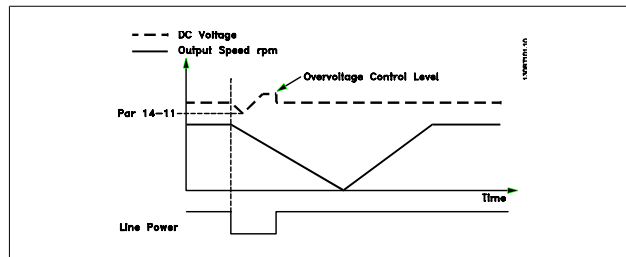 DC Voltage
Output Speed rpm
Overvoltage Control Level
Par 14-11
Time
Line Power